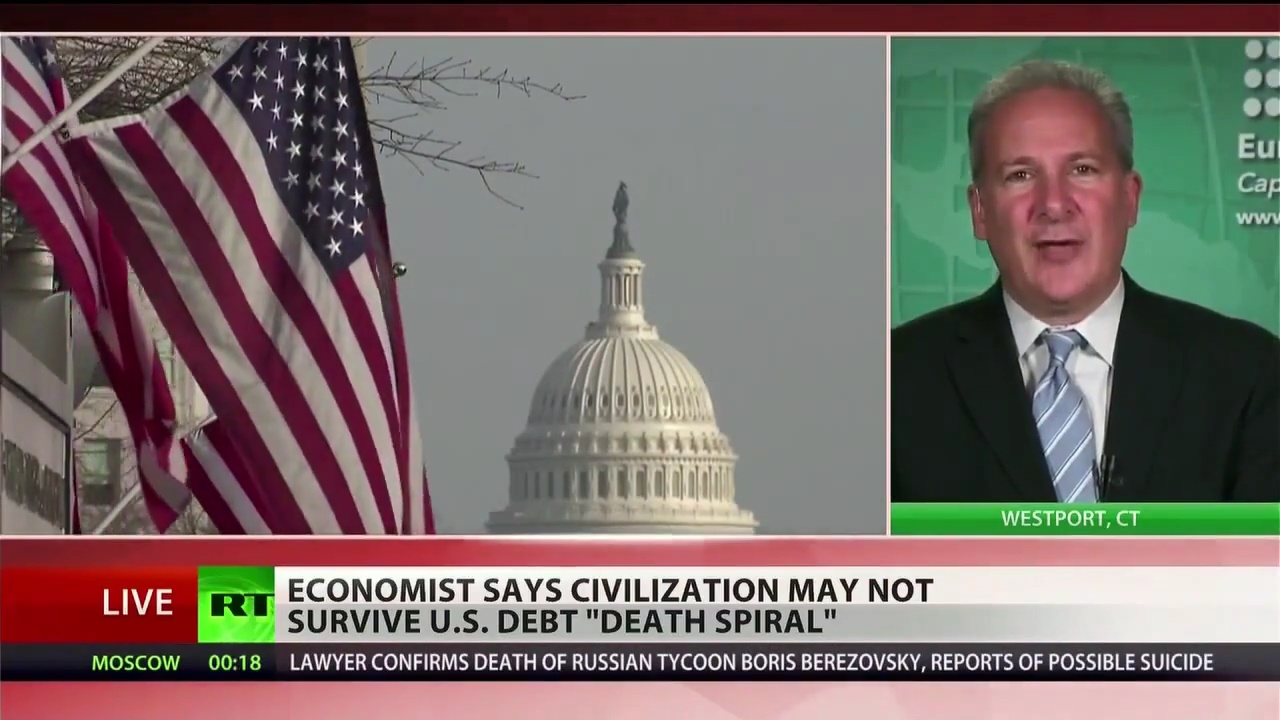 Eur
Cap
www
WESTPORT, CT
LIVE
RT
ECONOMIST SAYS CIVILIZATION MAY NOT
SURVIVE U.S. DEBT "DEATH SPIRAL"
MOSCOW 00:18 LAWYER CONFIRMS DEATH OF RUSSIAN TYCOON BORIS BEREZOVSKY, REPORTS OF POSSIBLE SUICIDE